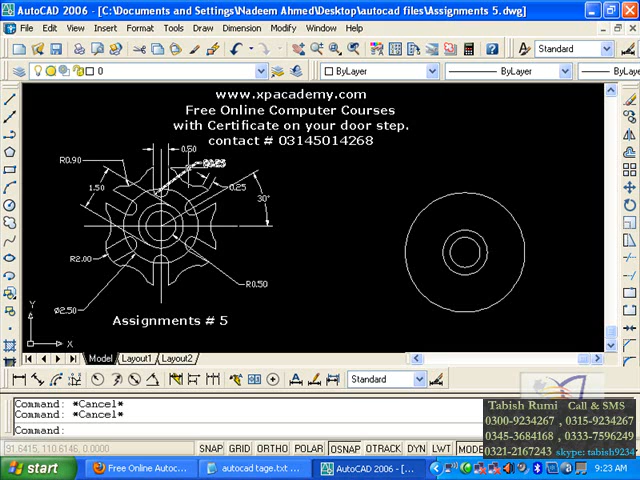 AutoCAD 2006 - [C:\Documents and Settings\Nadeem Ahmed\Desktop\autocad files\Assignments 5.dwg]
File Edit View Insert Format Tools Draw Dimension Modify Window Help
Standard
0
ByLayer
ByLayer
ByLayer
www.xpacademy.com
Free Online Computer Courses
with Certificate on your door step.
contact # 03145014268
0.50
R0.90
1.50
0.25
30°
R2.00
R0.50
Ø2.50
Assignments # 5
Y
X
Model Layout1 Layout2
Standard
Command: *Cancel*
Command: *Cancel*
Command:
Tabish Rumi Call & SMS
0300-9234267 , 0315-9234267
0345-3684168 , 0333-7596249
0321-2167243 skype: tabish9234
91.6415, 110.6146, 0.0000
SNAP GRID ORTHO POLAR OSNAP OTRACK DYN LWT MODE
start
Free Online Autoc...
autocad tage.txt ...
AutoCAD 2006 - [...
9:23 AM